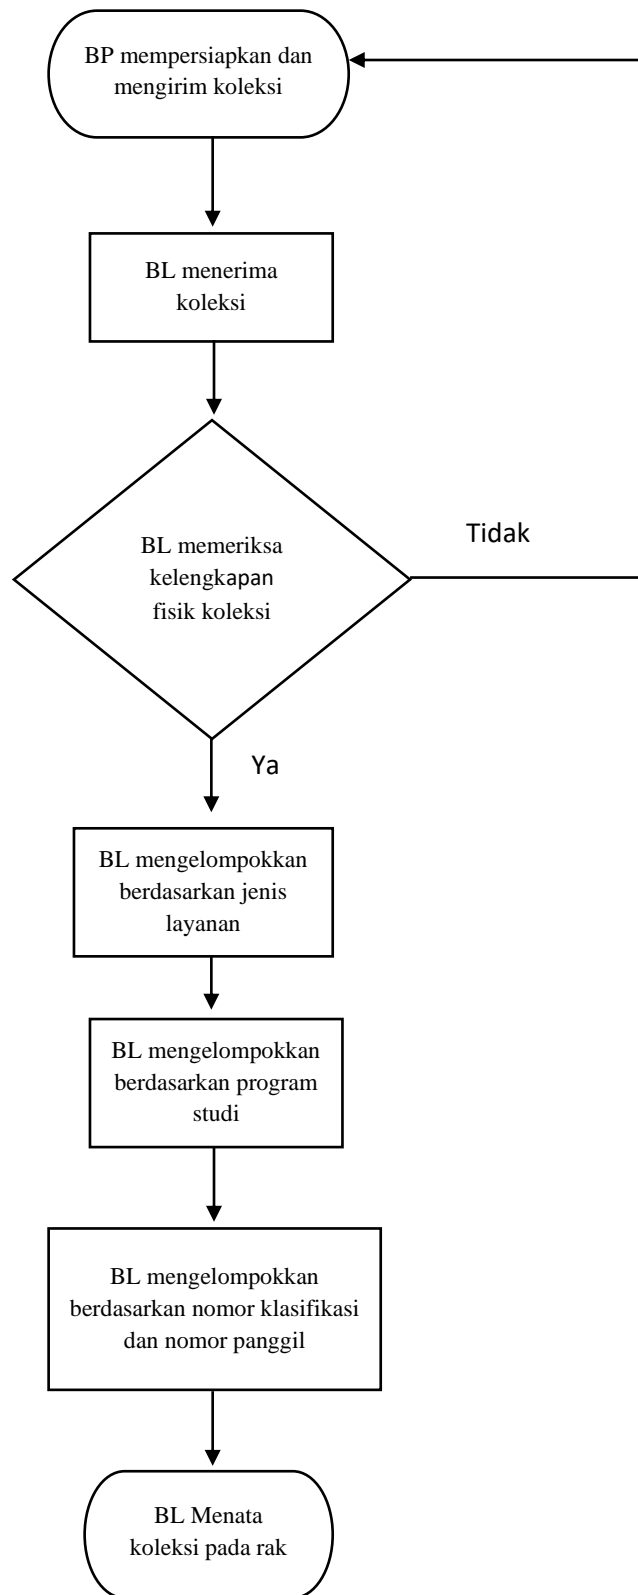 BP mempersiapkan dan
mengirim koleksi
BL menerima
koleksi
BL memeriksa
kelengkapan
fisik koleksi
Tidak
Ya
BL mengelompokkan
berdasarkan jenis
layanan
BL mengelompokkan
berdasarkan program
studi
BL mengelompokkan
berdasarkan nomor klasifikasi
dan nomor panggil
BL Menata
koleksi pada rak